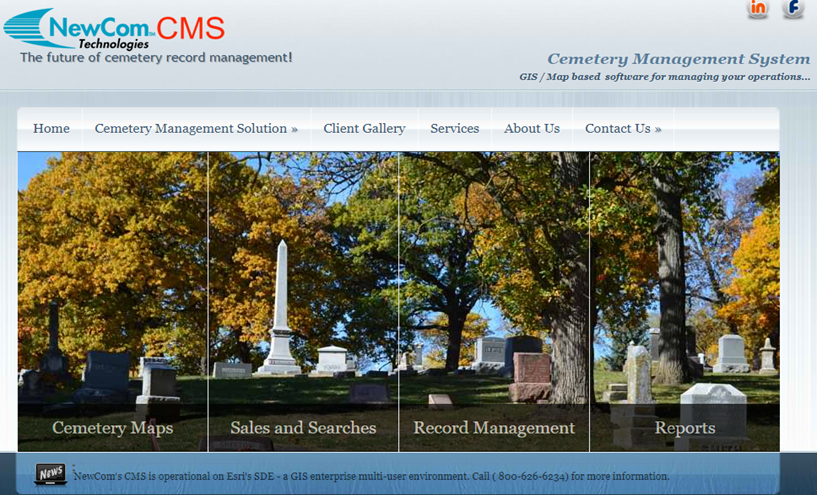 NewCom TM CMS
Technologies
The future of cemetery record management!
in
f
Cemetery Management System
GIS / Map based software for managing your operations...
Home Cemetery Management Solution » Client Gallery Services About Us Contact Us »
Cemetery Maps Sales and Searches Record Management Reports
News NewCom's CMS is operational on Esri's SDE - a GIS enterprise multi-user environment. Call ( 800-626-6234) for more information.